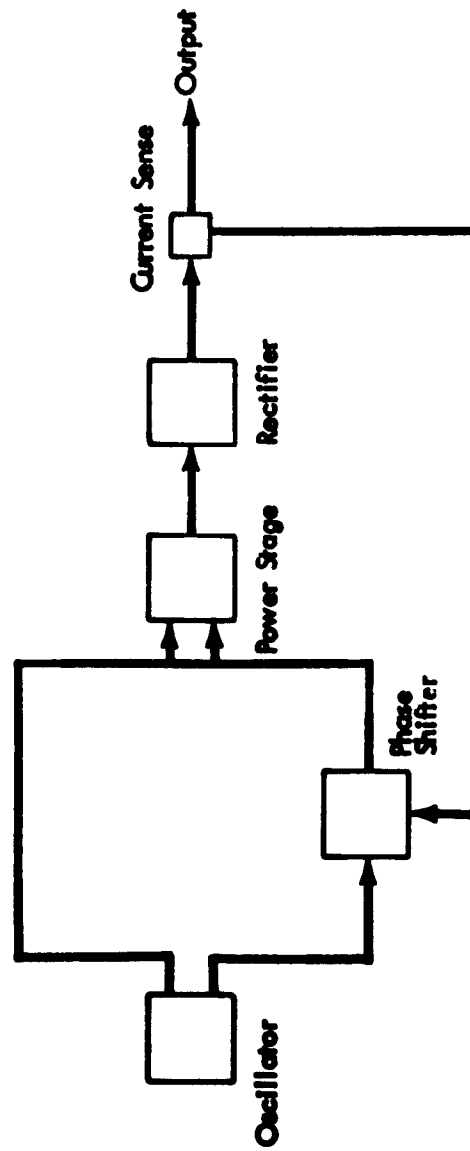 Oscillator
Phase
Shifter
Power Stage
Rectifier
Current Sense
Output